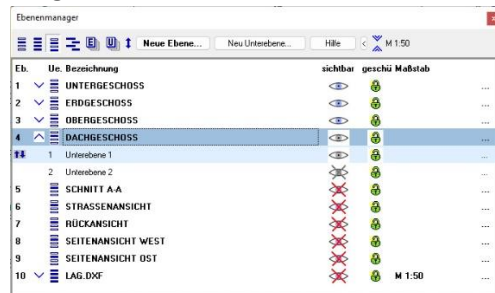 Ebenenmanager
Neue Ebene... Neu Unterebene... Hilfe < M 1:50
Eb. Ue. Bezeichnung sichtbar geschü Maßstab
1 UNTERGESCHOSS ...
2 ERDGESCHOSS ...
3 OBERGESCHOSS ...
4 DACHGESCHOSS ...
1 Unterebene 1 ...
2 Unterebene 2 ...
5 SCHNITT A-A ...
6 STRASSENANSICHT ...
7 RÜCKANSICHT ...
8 SEITENANSICHT WEST ...
9 SEITENANSICHT OST ...
10 LAG.DXF M 1:50 ...